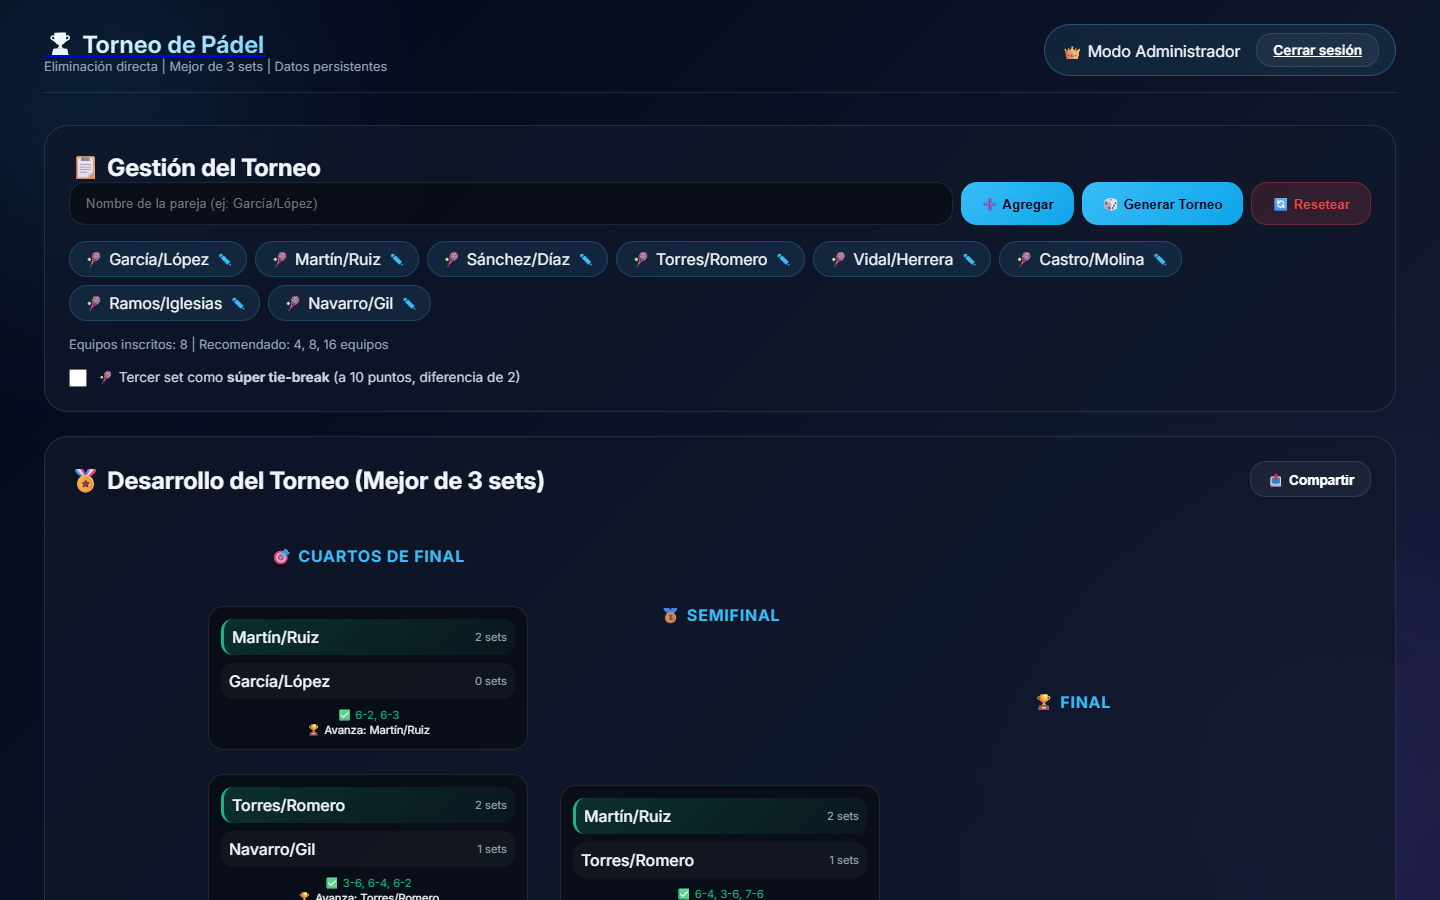 Torneo de Pádel
Eliminación directa | Mejor de 3 sets | Datos persistentes
Modo Administrador
Cerrar sesión
Gestión del Torneo
Nombre de la pareja (ej: García/López)
Agregar
Generar Torneo
Resetear
García/López
Martín/Ruiz
Sánchez/Díaz
Torres/Romero
Vidal/Herrera
Castro/Molina
Ramos/Iglesias
Navarro/Gil
Equipos inscritos: 8 | Recomendado: 4, 8, 16 equipos
Tercer set como súper tie-break (a 10 puntos, diferencia de 2)
Desarrollo del Torneo (Mejor de 3 sets)
Compartir
CUARTOS DE FINAL
Martín/Ruiz 2 sets
García/López 0 sets
6-2, 6-3
Avanza: Martín/Ruiz
Torres/Romero 2 sets
Navarro/Gil 1 sets
3-6, 6-4, 6-2
Avanza: Torres/Romero
SEMIFINAL
Martín/Ruiz 2 sets
Torres/Romero 1 sets
6-4, 3-6, 7-6
FINAL